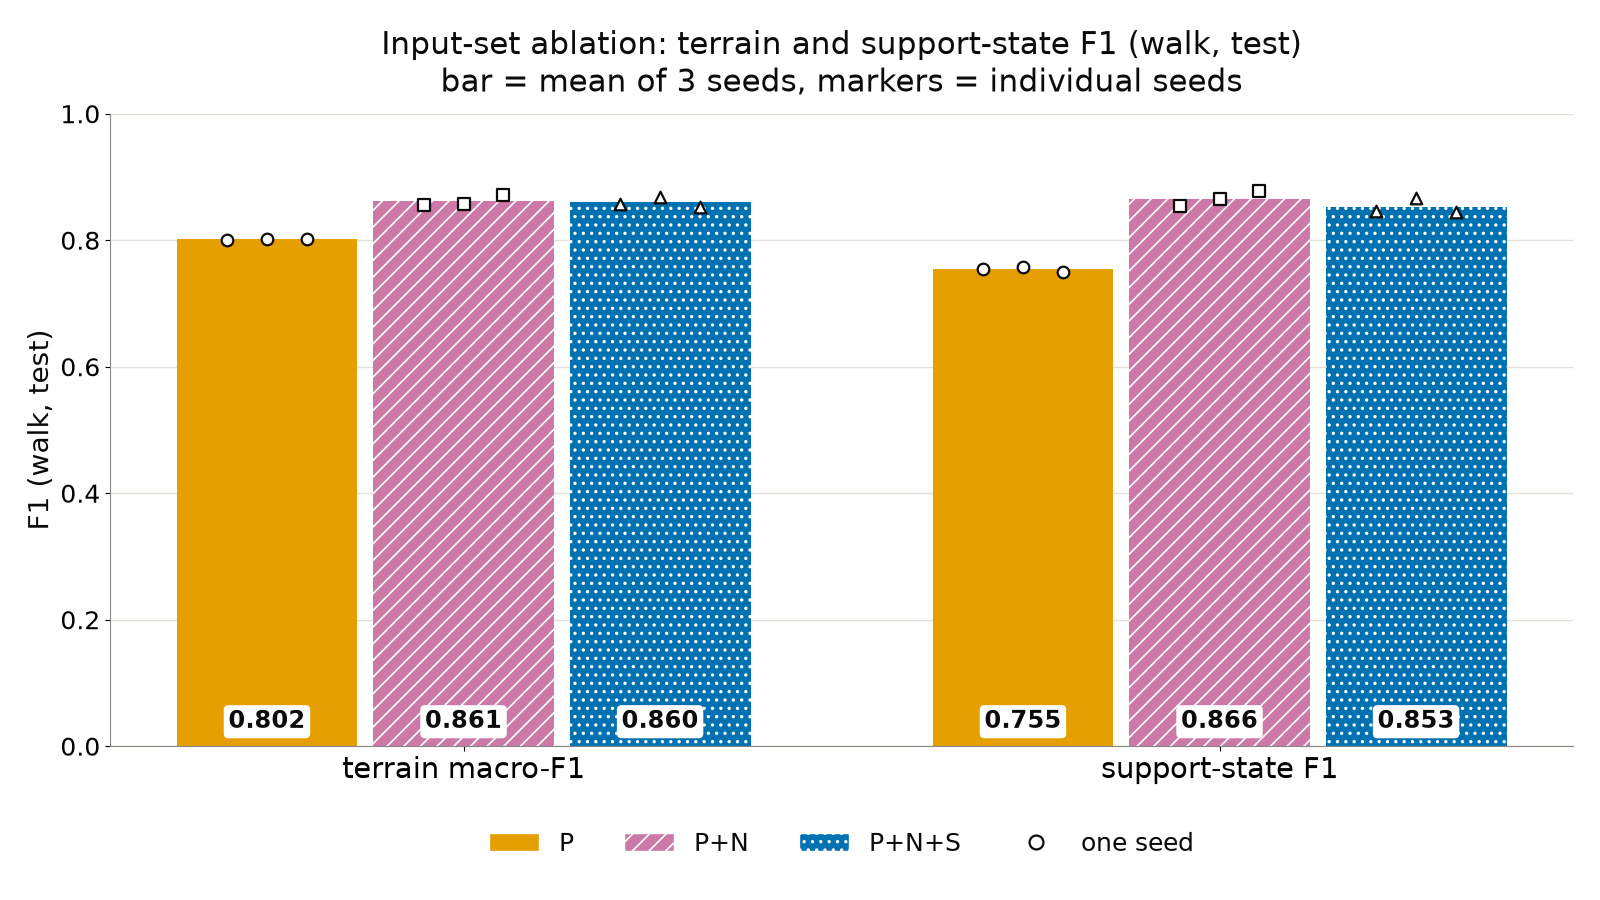 Input-set ablation: terrain and support-state F1 (walk, test)
bar = mean of 3 seeds, markers = individual seeds
F1 (walk, test)
1.0
0.8
0.6
0.4
0.2
0.0
0.802
0.861
0.860
0.755
0.866
0.853
terrain macro-F1
support-state F1
P
P+N
P+N+S
one seed